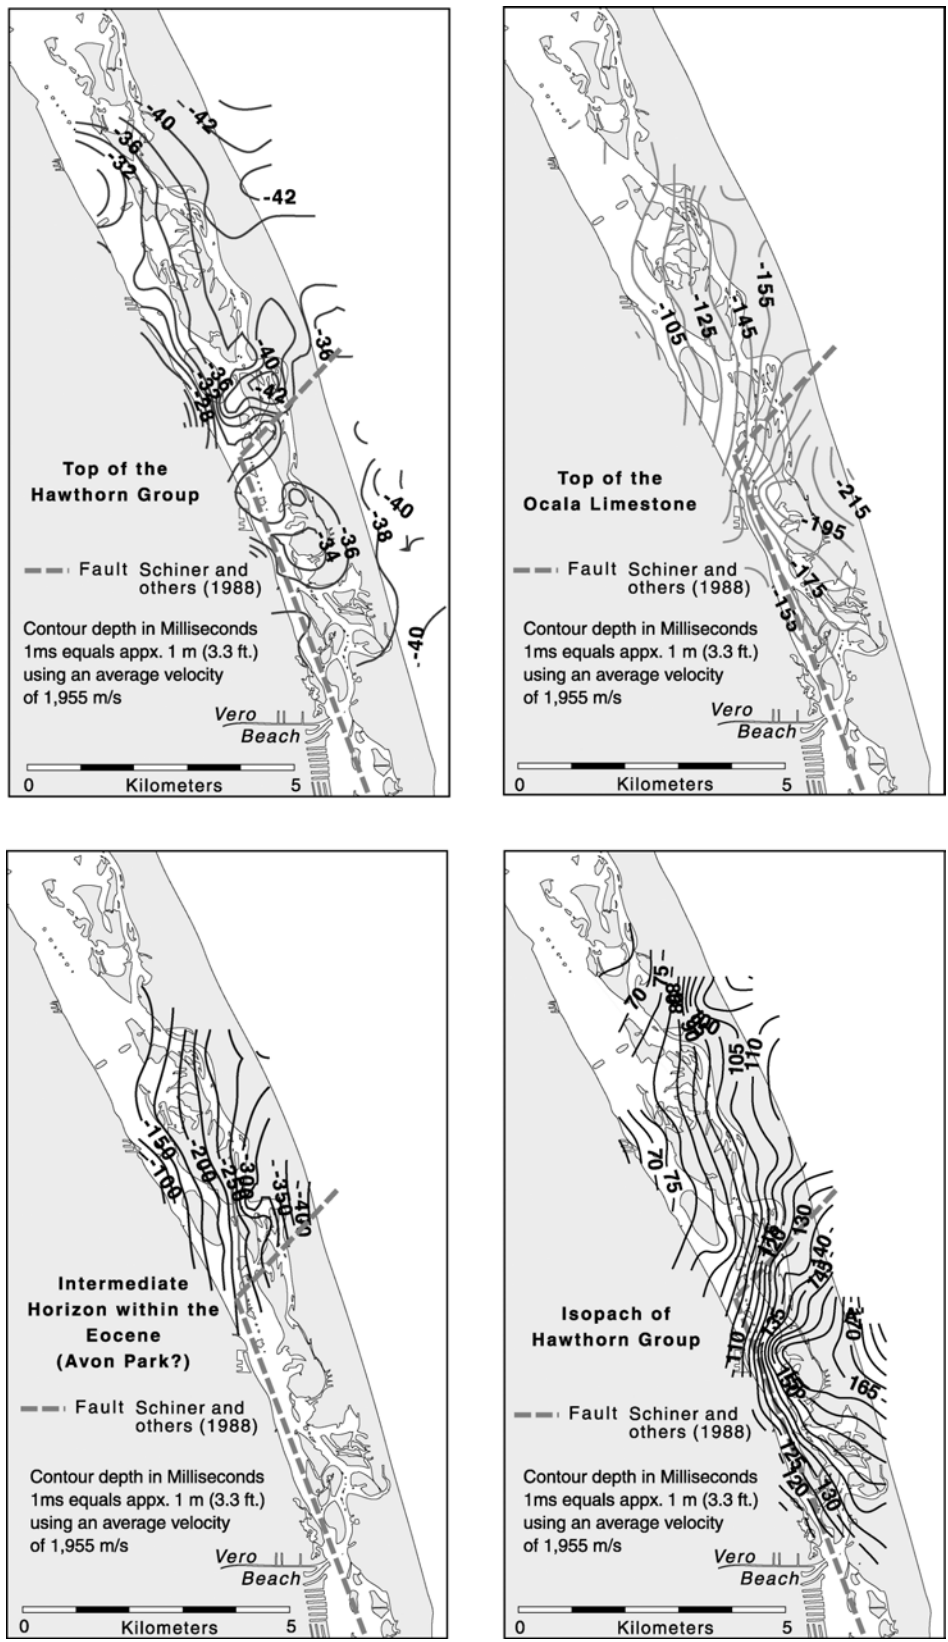 -40
-42
-36
-32
-42
-36
-40
-36
-42
-28
Top of the
Hawthorn Group
-40
-38
-36
-34
Fault Schiner and
others (1988)
Contour depth in Milliseconds
1ms equals appx. 1 m (3.3 ft.)
using an average velocity
of 1,955 m/s
-40
Vero
Beach
0 5
Kilometers
-155
-145
-125
-105
Top of the
Ocala Limestone
-215
-195
-175
-155
Fault Schiner and
others (1988)
Contour depth in Milliseconds
1ms equals appx. 1 m (3.3 ft.)
using an average velocity
of 1,955 m/s
Vero
Beach
0 5
Kilometers
-150
-100
-200
-250
-300
-350
-400
Intermediate
Horizon within the
Eocene
(Avon Park?)
Fault Schiner and
others (1988)
Contour depth in Milliseconds
1ms equals appx. 1 m (3.3 ft.)
using an average velocity
of 1,955 m/s
Vero
Beach
0 5
Kilometers
75
70
105
110
70
75
130
120
140
145
135
110
Isopach of
Hawthorn Group
165
150
125
120
130
Fault Schiner and
others (1988)
Contour depth in Milliseconds
1ms equals appx. 1 m (3.3 ft.)
using an average velocity
of 1,955 m/s
Vero
Beach
0 5
Kilometers